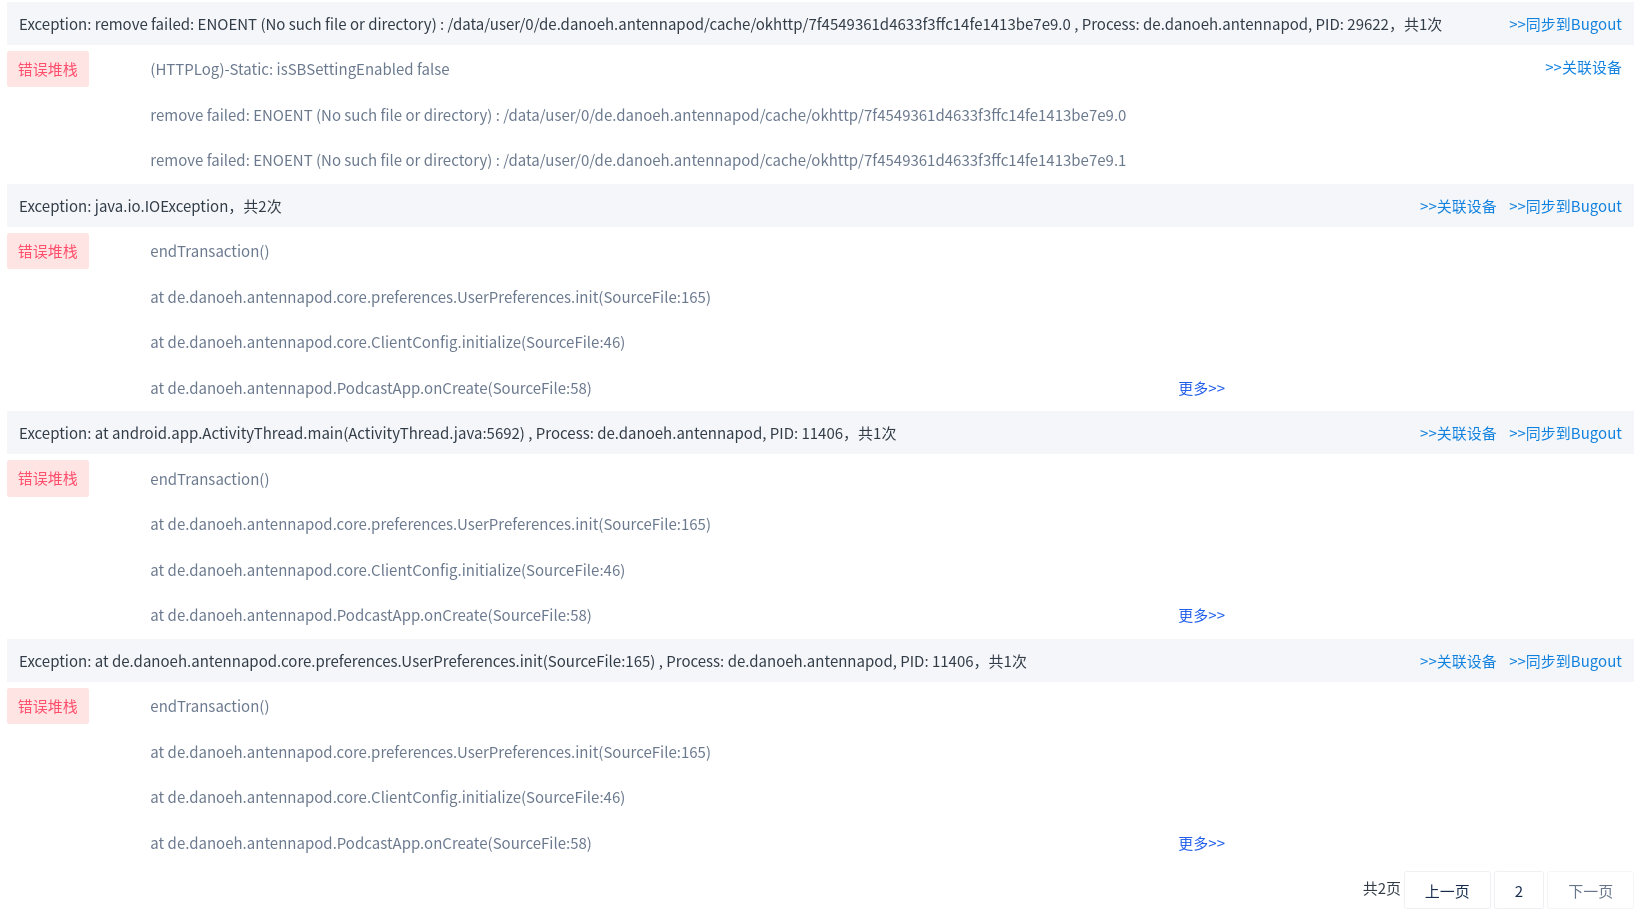 Exception: remove failed: ENOENT (No such file or directory) : /data/user/0/de.danoeh.antennapod/cache/okhttp/7f4549361d4633f3ffc14fe1413be7e9.0 , Process: de.danoeh.antennapod, PID: 29622，共1次 >>同步到Bugout
错误堆栈 (HTTPLog)-Static: isSBSettingEnabled false >>关联设备
remove failed: ENOENT (No such file or directory) : /data/user/0/de.danoeh.antennapod/cache/okhttp/7f4549361d4633f3ffc14fe1413be7e9.0
remove failed: ENOENT (No such file or directory) : /data/user/0/de.danoeh.antennapod/cache/okhttp/7f4549361d4633f3ffc14fe1413be7e9.1
Exception: java.io.IOException，共2次 >>关联设备 >>同步到Bugout
错误堆栈 endTransaction()
at de.danoeh.antennapod.core.preferences.UserPreferences.init(SourceFile:165)
at de.danoeh.antennapod.core.ClientConfig.initialize(SourceFile:46)
at de.danoeh.antennapod.PodcastApp.onCreate(SourceFile:58) 更多>>
Exception: at android.app.ActivityThread.main(ActivityThread.java:5692) , Process: de.danoeh.antennapod, PID: 11406，共1次 >>关联设备 >>同步到Bugout
错误堆栈 endTransaction()
at de.danoeh.antennapod.core.preferences.UserPreferences.init(SourceFile:165)
at de.danoeh.antennapod.core.ClientConfig.initialize(SourceFile:46)
at de.danoeh.antennapod.PodcastApp.onCreate(SourceFile:58) 更多>>
Exception: at de.danoeh.antennapod.core.preferences.UserPreferences.init(SourceFile:165) , Process: de.danoeh.antennapod, PID: 11406，共1次 >>关联设备 >>同步到Bugout
错误堆栈 endTransaction()
at de.danoeh.antennapod.core.preferences.UserPreferences.init(SourceFile:165)
at de.danoeh.antennapod.core.ClientConfig.initialize(SourceFile:46)
at de.danoeh.antennapod.PodcastApp.onCreate(SourceFile:58) 更多>>
共2页 上一页 2 下一页